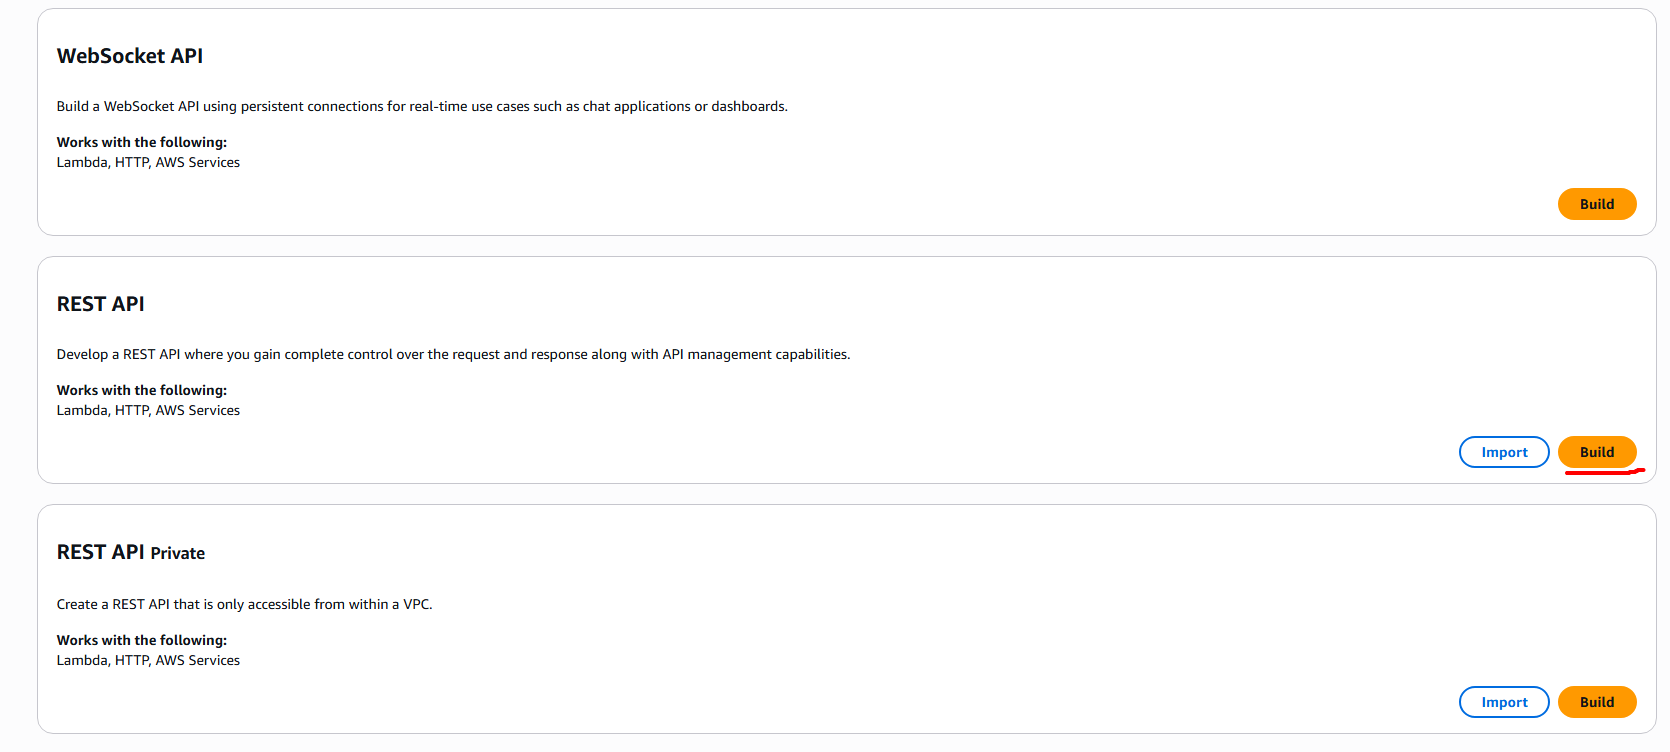 WebSocket API
Build a WebSocket API using persistent connections for real-time use cases such as chat applications or dashboards.
Works with the following:
Lambda, HTTP, AWS Services
Build
REST API
Develop a REST API where you gain complete control over the request and response along with API management capabilities.
Works with the following:
Lambda, HTTP, AWS Services
Import Build
REST API Private
Create a REST API that is only accessible from within a VPC.
Works with the following:
Lambda, HTTP, AWS Services
Import Build